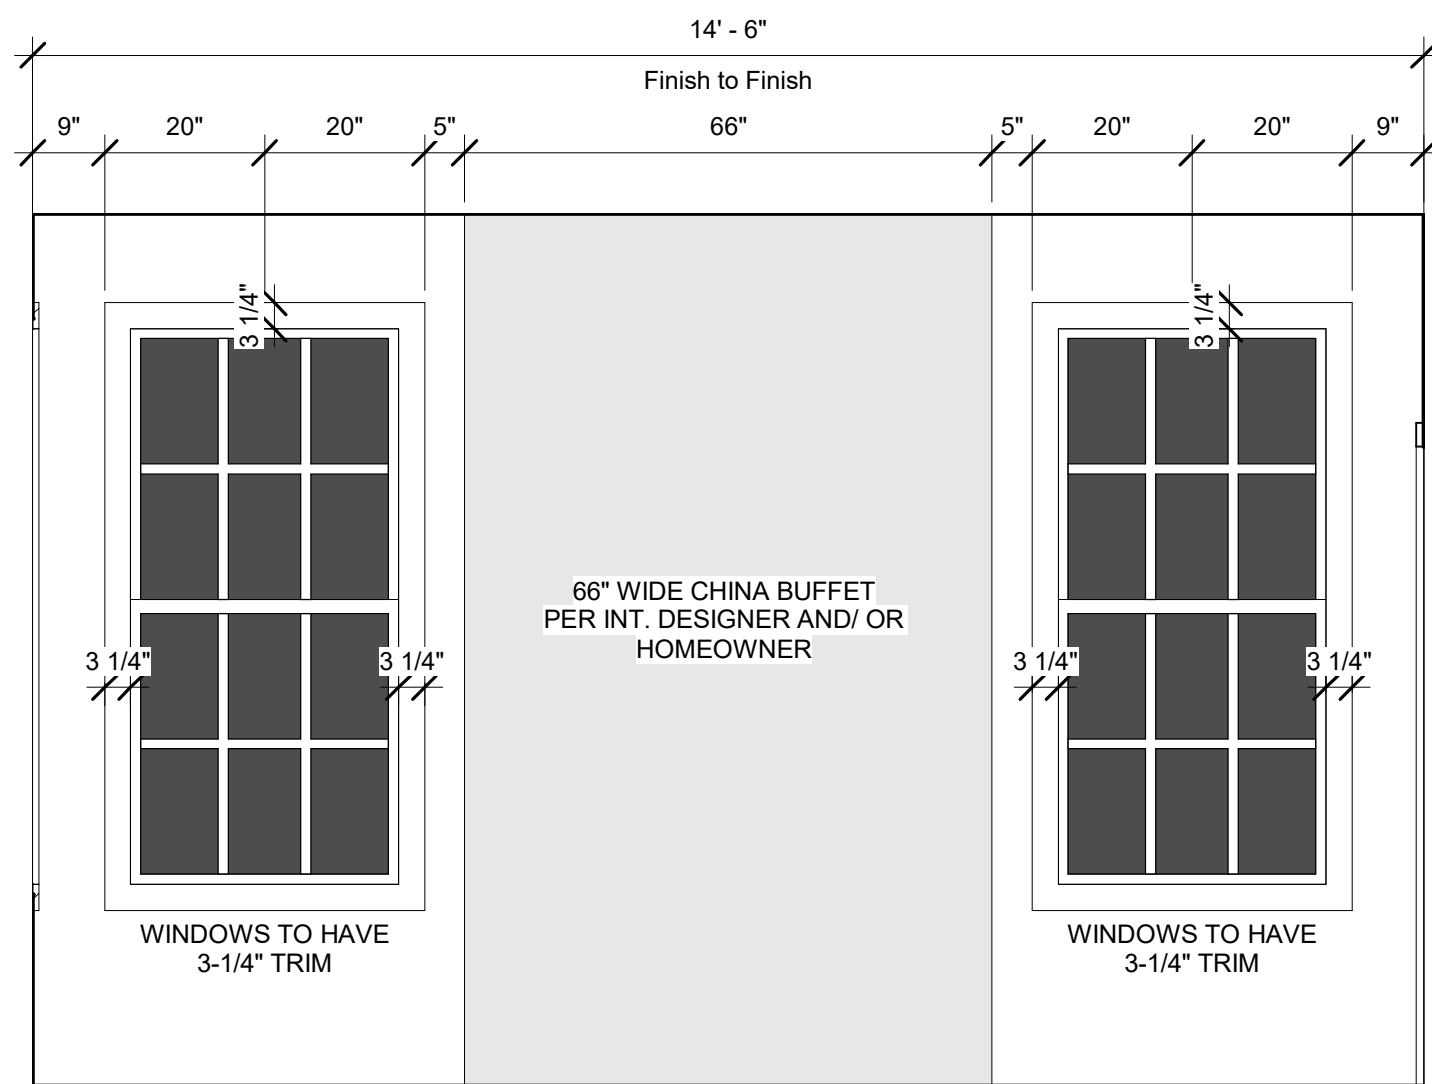 14' - 6"
Finish to Finish
9" 20" 20" 5" 66" 5" 20" 20" 9"
3 1/4" 3 1/4"
66" WIDE CHINA BUFFET
PER INT. DESIGNER AND/ OR
HOMEOWNER
3 1/4" 3 1/4" 3 1/4" 3 1/4"
WINDOWS TO HAVE
3-1/4" TRIM
WINDOWS TO HAVE
3-1/4" TRIM